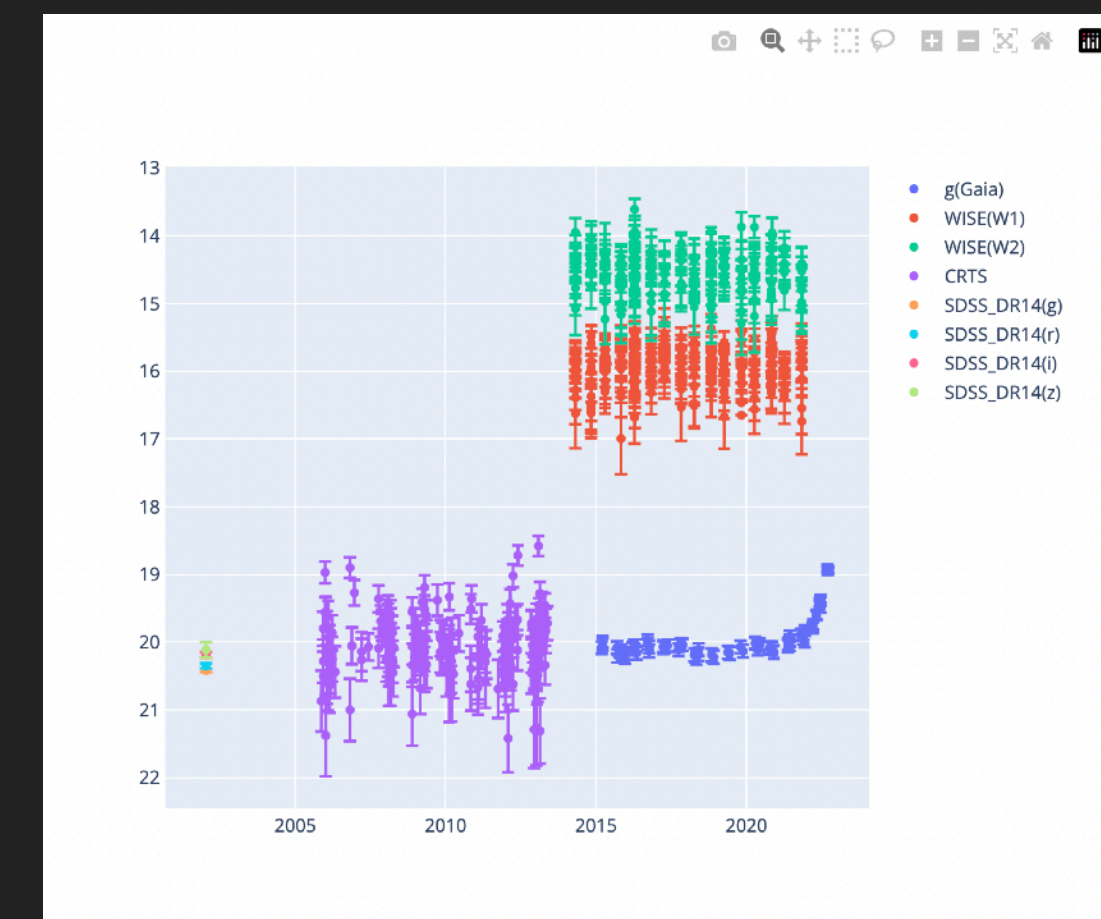 13
14
15
16
17
18
19
20
21
22
2005 2010 2015 2020
g(Gaia)
WISE(W1)
WISE(W2)
CRTS
SDSS_DR14(g)
SDSS_DR14(r)
SDSS_DR14(i)
SDSS_DR14(z)